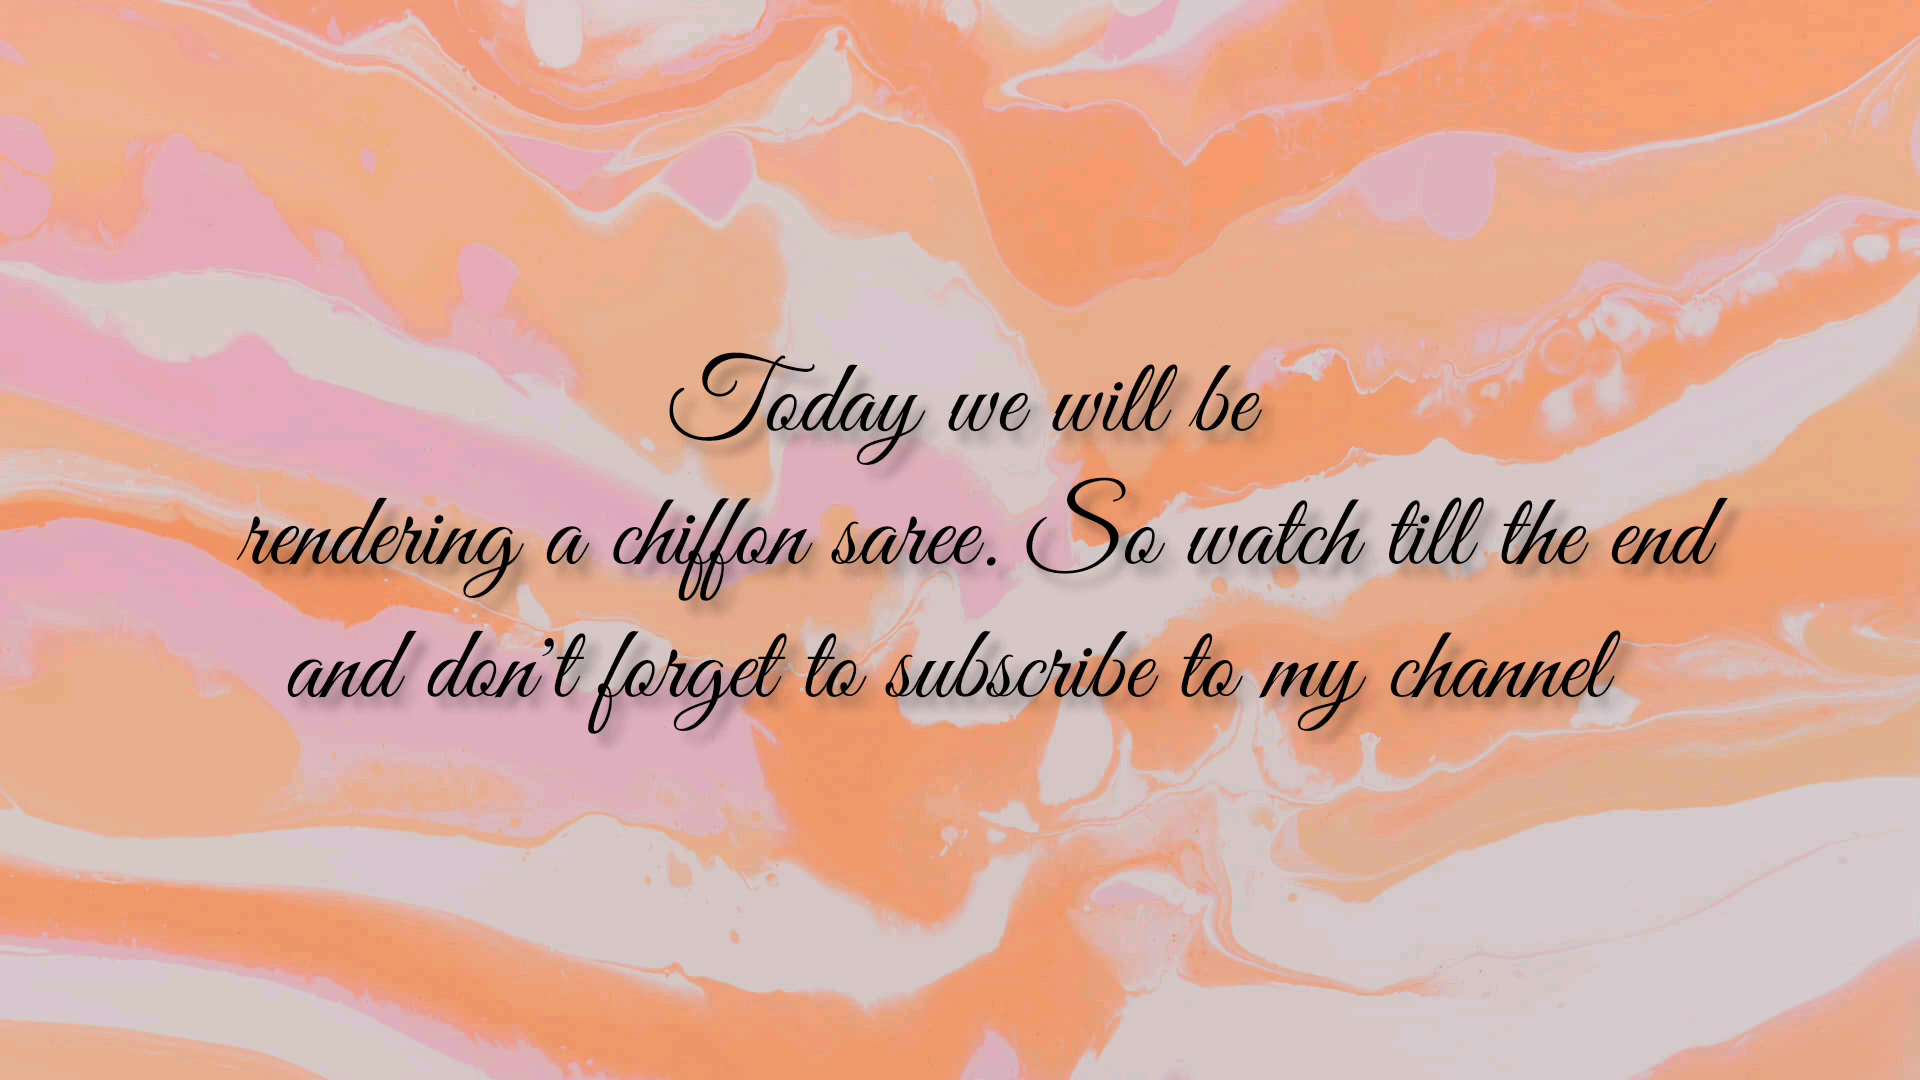 Today we will be
rendering a chiffon saree. So watch till the end
and don't forget to subscribe to my channel